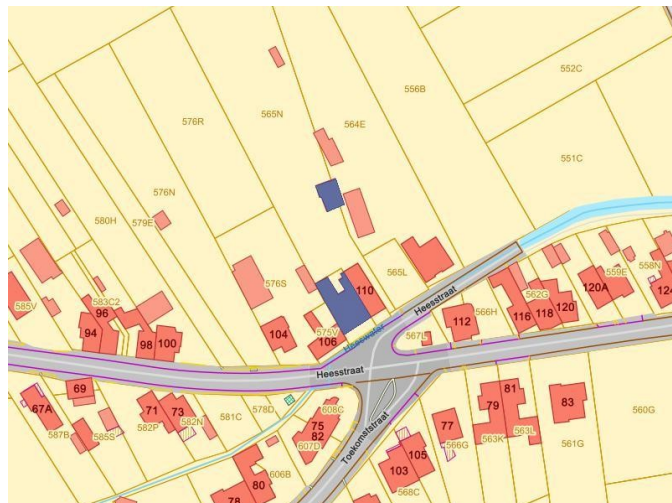 552C
556B
551C
565N
564E
576R
576N
579E
580H
585V
583C2
96
94
98
100
576S
104
575V
106
110
565L
Heesstraat
567L
112
566H
116
562G
118
120
120A
559E
558N
124
Heesstraat
67A
69
587B
585S
71
582P
73
582N
581C
578D
608C
75
82
607D
606B
80
78
Toekomststraat
103
105
568C
77
566G
79
563K
81
563L
83
561G
560G